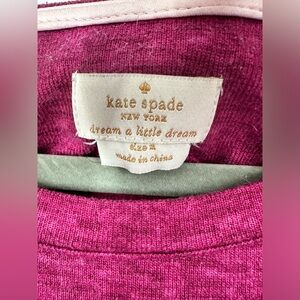 kate spade
NEW YORK
dream a little dream
size
made in china